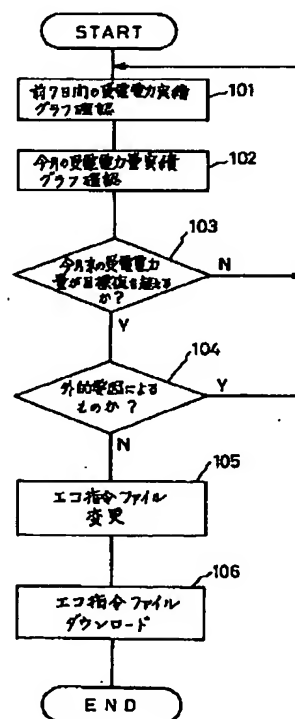 START
前7日間の受電電力実績
グラフ確認
101
今月の受電電力量実績
グラフ確認
102
103
今月末の受電電力
量が目標値を超えるか?
N
Y
104
外的要因による
ものか?
Y
N
105
エコ指令ファイル
変更
106
エコ指令ファイル
ダウンロード
END